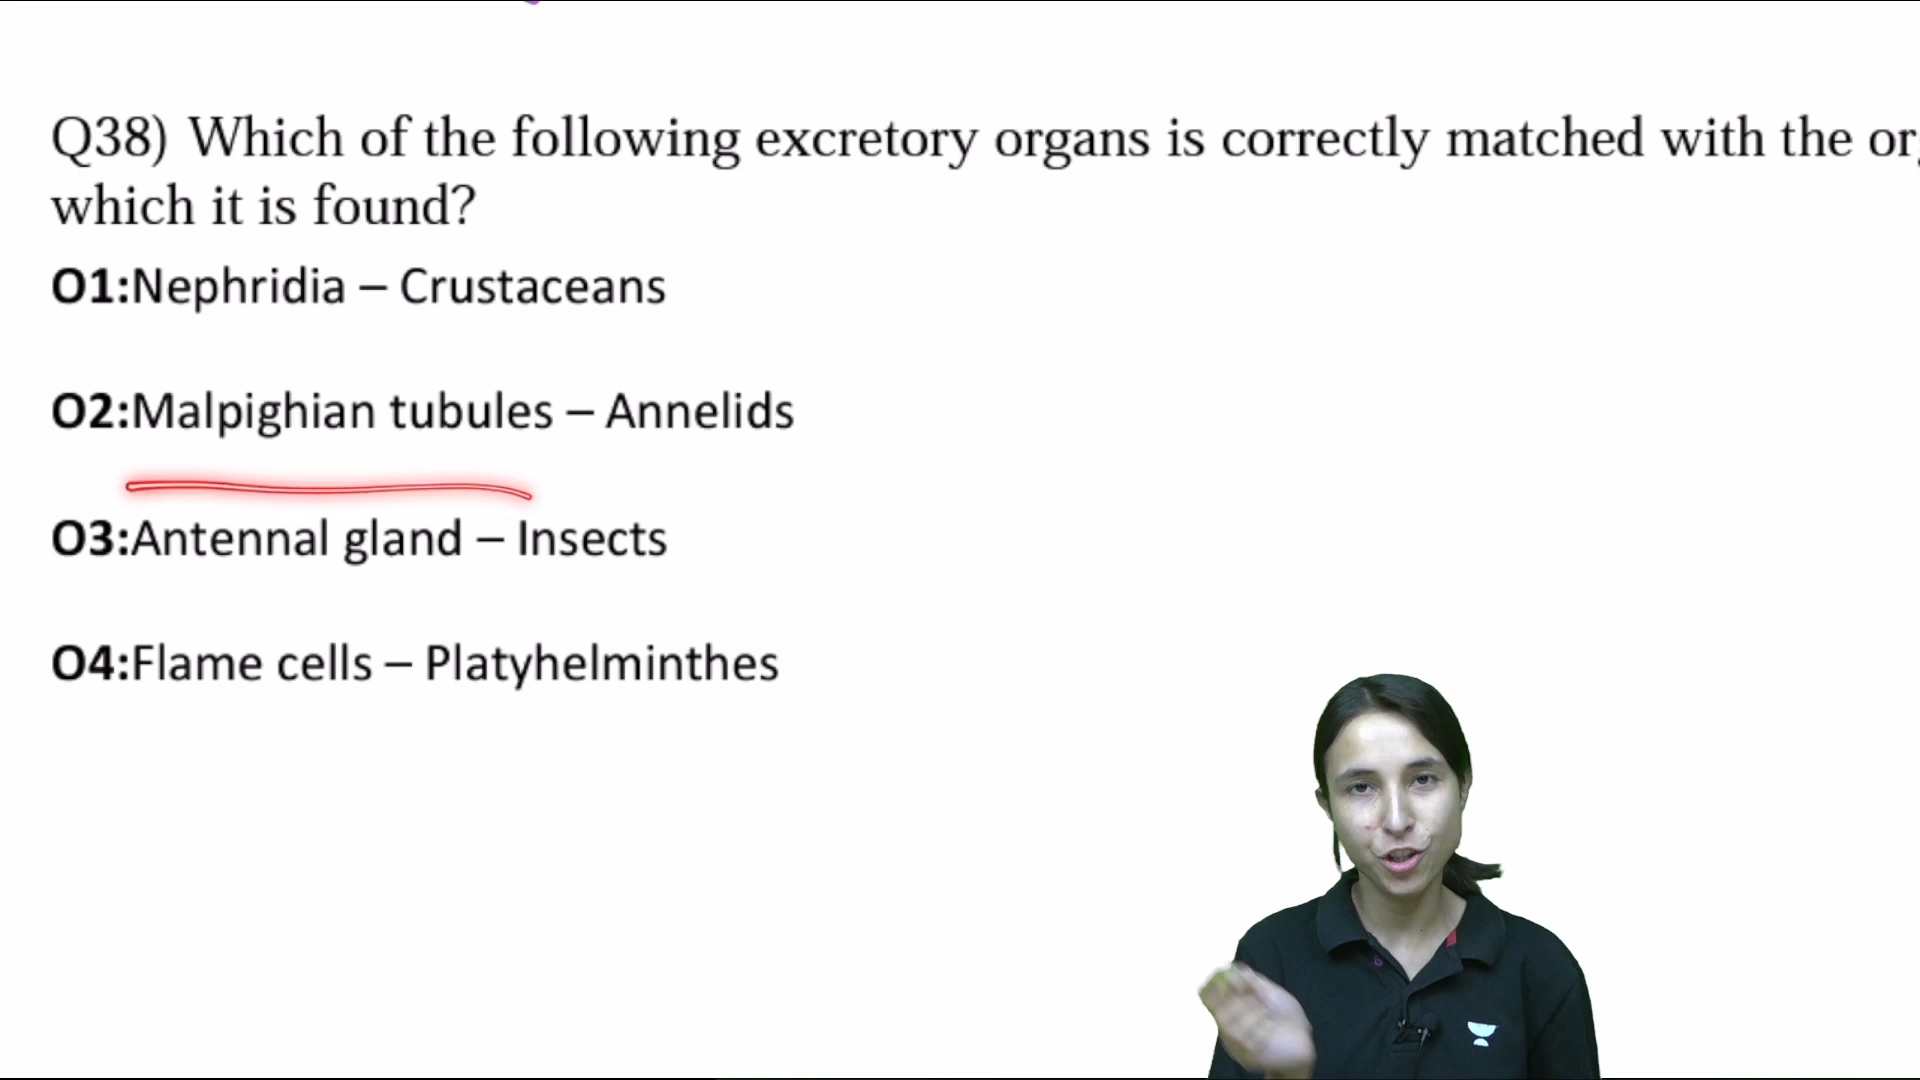 Q38) Which of the following excretory organs is correctly matched with the
which it is found?
O1:Nephridia – Crustaceans
O2:Malpighian tubules – Annelids
O3:Antennal gland – Insects
O4:Flame cells – Platyhelminthes